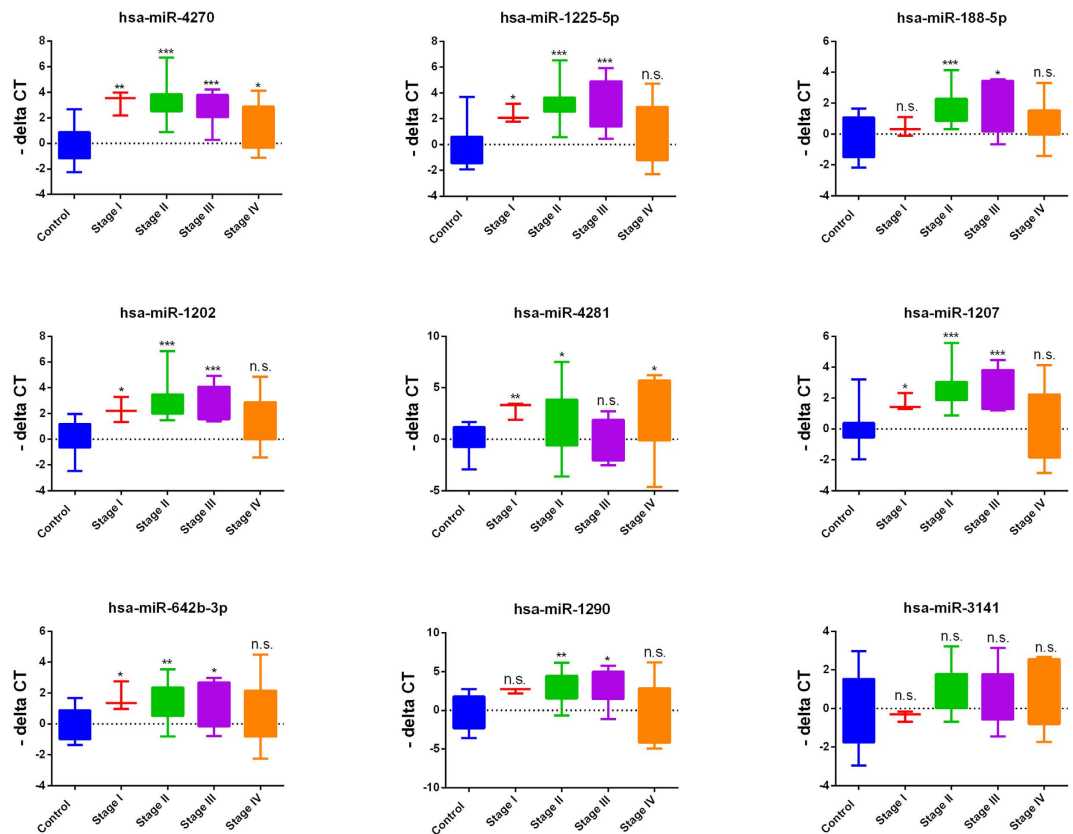 hsa-miR-4270
- delta CT
8
6
4
2
0
-2
-4
**
***
***
*
Control
Stage I
Stage II
Stage III
Stage IV
hsa-miR-1225-5p
- delta CT
8
6
4
2
0
-2
-4
*
***
***
n.s.
Control
Stage I
Stage II
Stage III
Stage IV
hsa-miR-188-5p
- delta CT
6
4
2
0
-2
-4
n.s.
***
*
n.s.
Control
Stage I
Stage II
Stage III
Stage IV
hsa-miR-1202
- delta CT
8
6
4
2
0
-2
-4
*
***
***
n.s.
Control
Stage I
Stage II
Stage III
Stage IV
hsa-miR-4281
- delta CT
10
5
0
-5
**
*
n.s.
*
Control
Stage I
Stage II
Stage III
Stage IV
hsa-miR-1207
- delta CT
6
4
2
0
-2
-4
*
***
***
n.s.
Control
Stage I
Stage II
Stage III
Stage IV
hsa-miR-642b-3p
- delta CT
6
4
2
0
-2
-4
*
**
*
n.s.
Control
Stage I
Stage II
Stage III
Stage IV
hsa-miR-1290
- delta CT
10
5
0
-5
-10
n.s.
**
*
n.s.
Control
Stage I
Stage II
Stage III
Stage IV
hsa-miR-3141
- delta CT
4
2
0
-2
-4
n.s.
n.s.
n.s.
n.s.
Control
Stage I
Stage II
Stage III
Stage IV